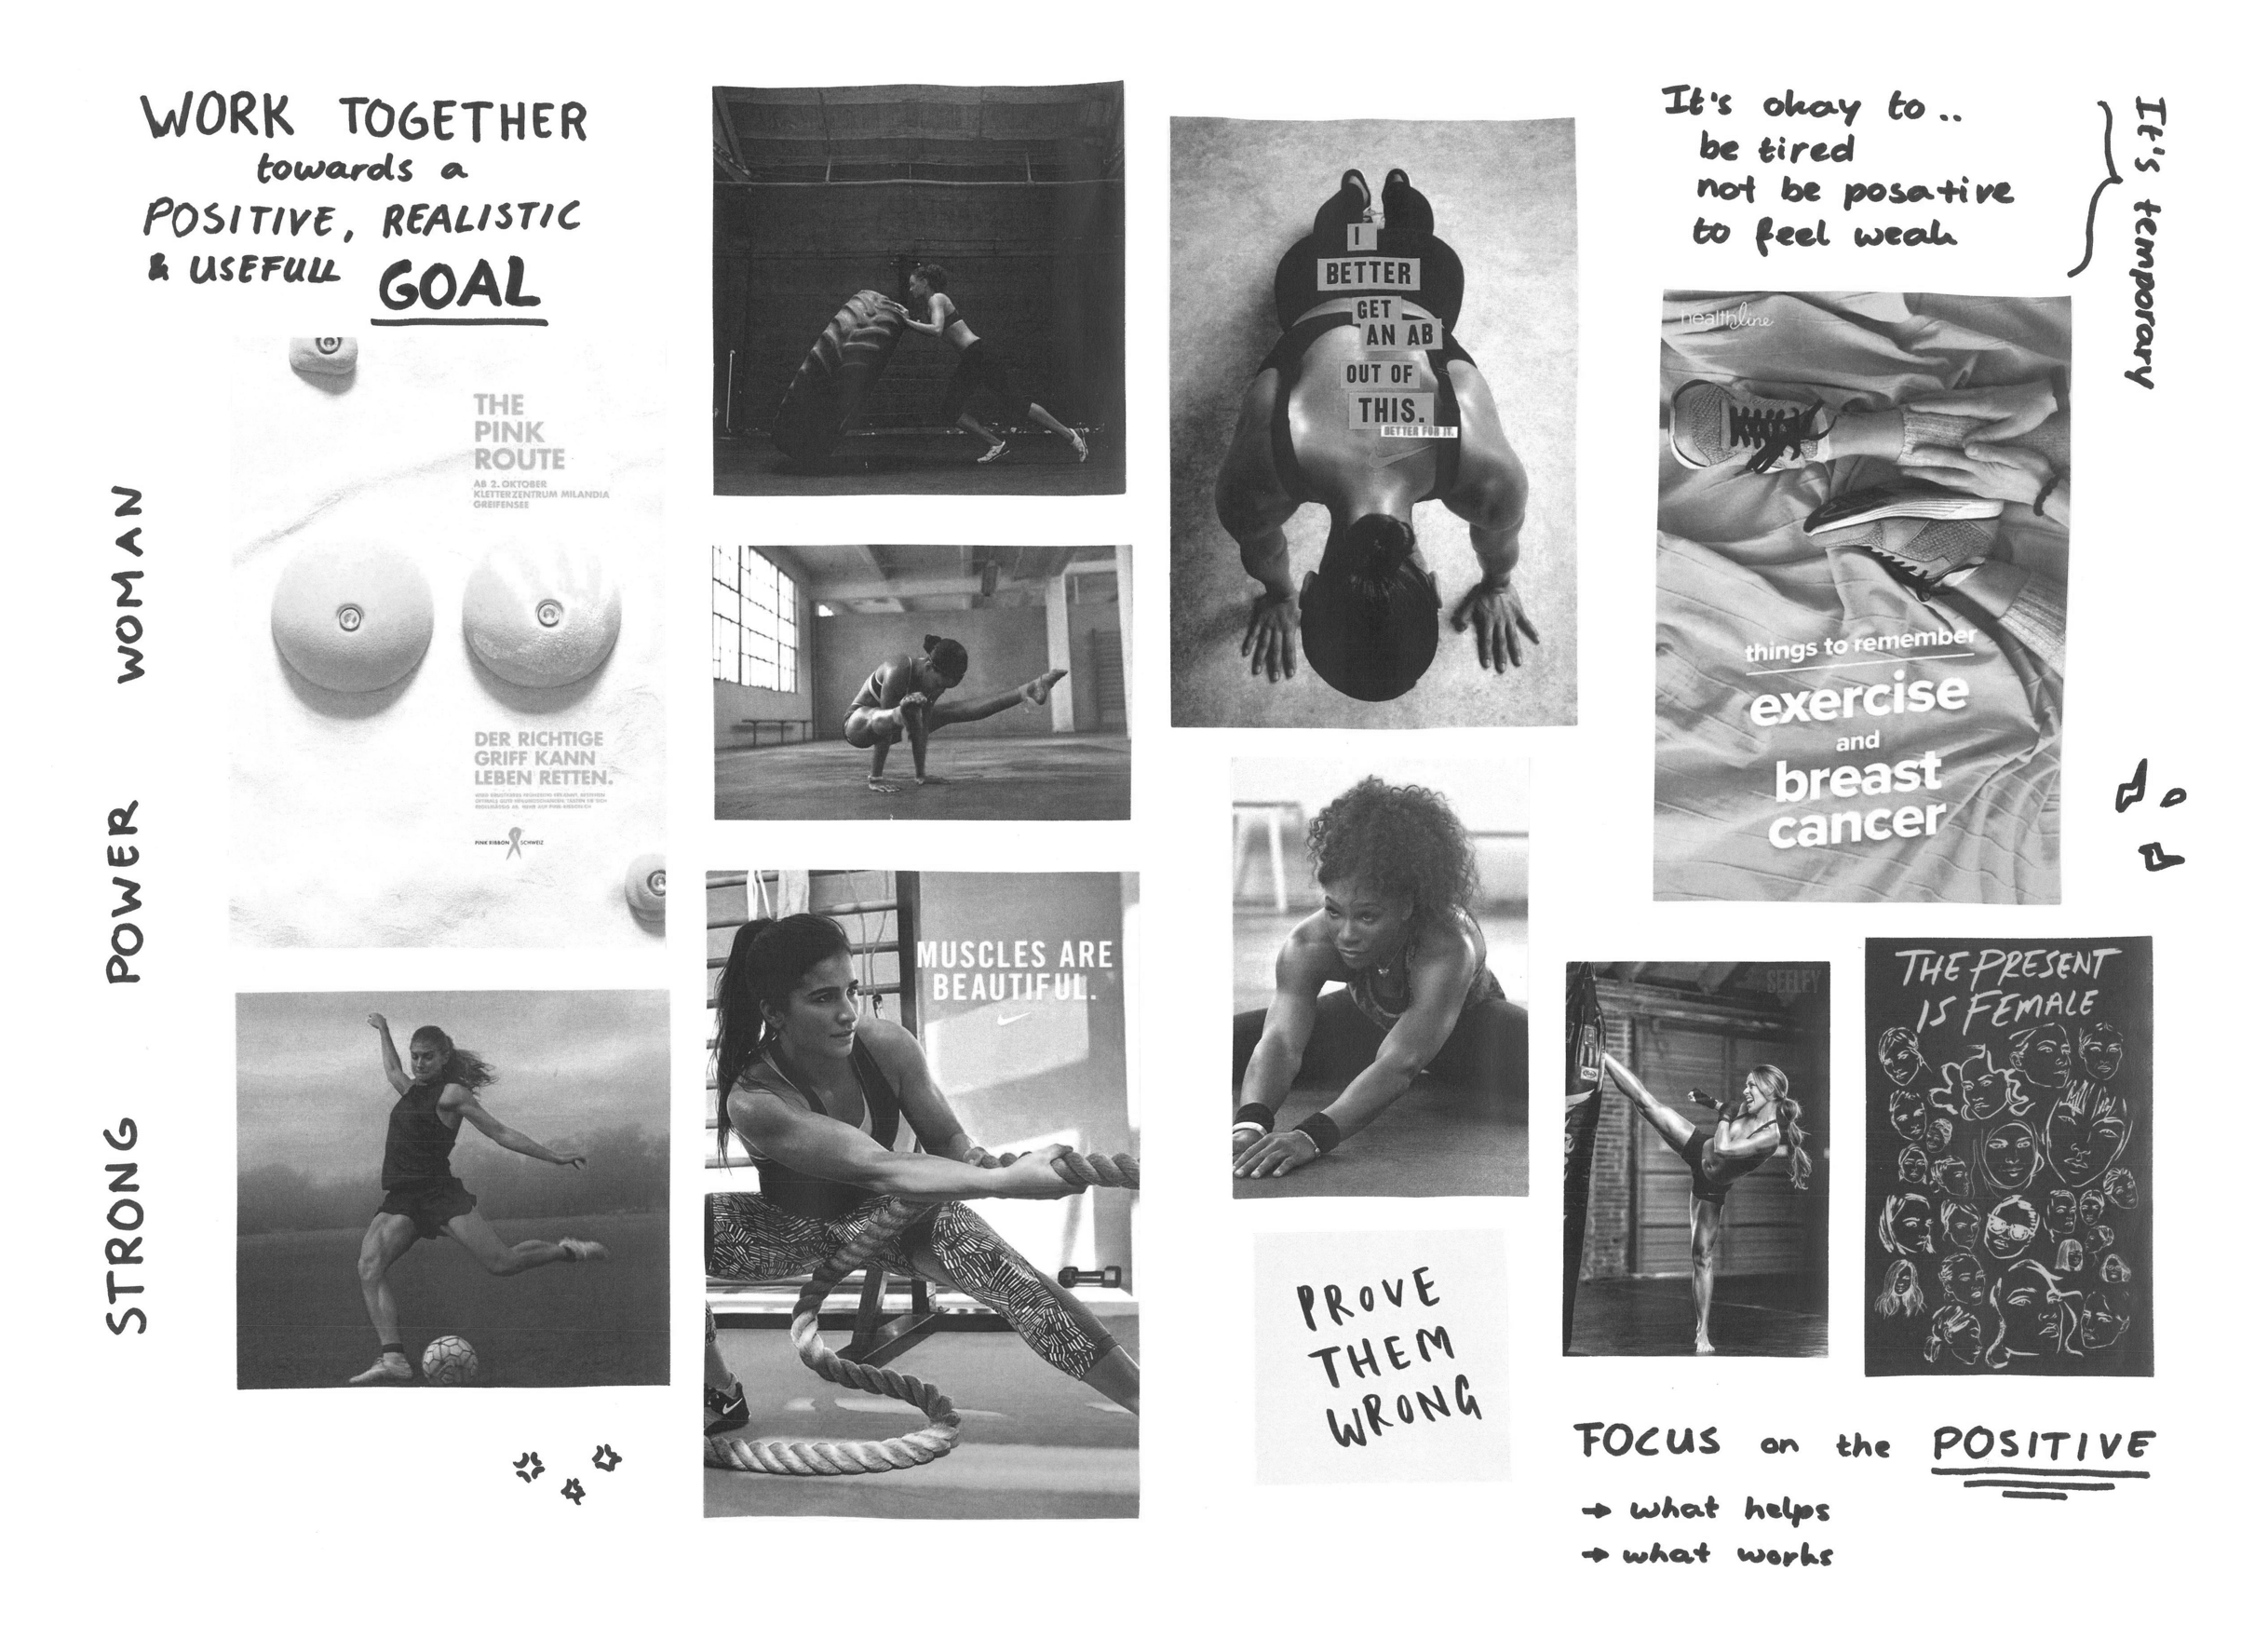 WORK TOGETHER
towards a
POSITIVE, REALISTIC
& USEFULL GOAL
WOMAN
POWER
STRONG
THE
PINK
ROUTE
AB 2. OKTOBER
KLETTERZENTRUM MILANDIA
GREIFENSEE
DER RICHTIGE
GRIFF KANN
LEBEN RETTEN.
PINK RIBBON SCHWEIZ
MUSCLES ARE
BEAUTIFUL.
I
BETTER
GET
AN AB
OUT OF
THIS.
BETTER FOR IT.
PROVE
THEM
WRONG
It's okay to..
be tired
not be posative
to feel weak
It's temporary
healthline
things to remember
exercise
and
breast
cancer
SEELEY
THE PRESENT
IS FEMALE
FOCUS on the POSITIVE
→ what helps
→ what works